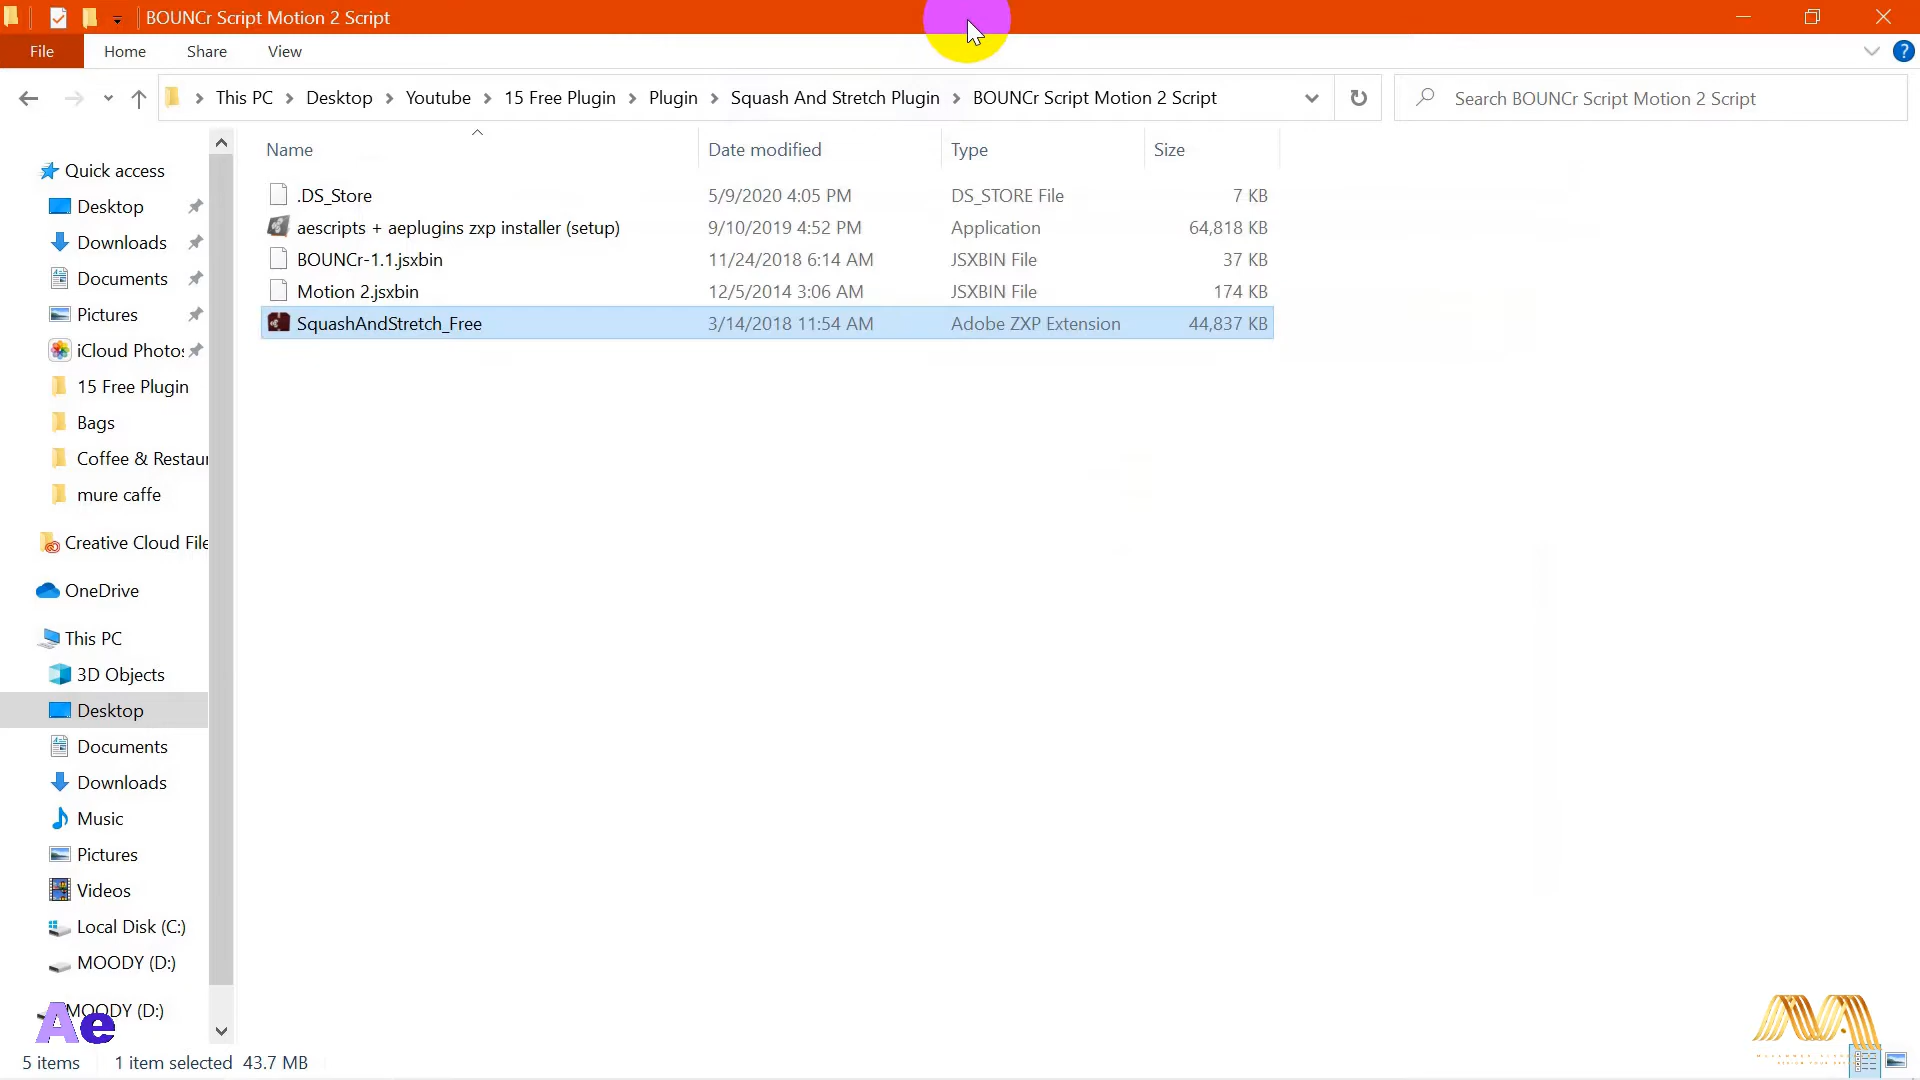 BOUNCr Script Motion 2 Script
File Home Share View
This PC Desktop Youtube 15 Free Plugin Plugin Squash And Stretch Plugin BOUNCr Script Motion 2 Script Search BOUNCr Script Motion 2 Script
Name Date modified Type Size
.DS_Store 5/9/2020 4:05 PM DS_STORE File 7 KB
aescripts + aeplugins zxp installer (setup) 9/10/2019 4:52 PM Application 64,818 KB
BOUNCr-1.1.jsxbin 11/24/2018 6:14 AM JSXBIN File 37 KB
Motion 2.jsxbin 12/5/2014 3:06 AM JSXBIN File 174 KB
SquashAndStretch_Free 3/14/2018 11:54 AM Adobe ZXP Extension 44,837 KB
Quick access
Desktop
Downloads
Documents
Pictures
iCloud Photos
15 Free Plugin
Bags
Coffee & Restaur
mure caffe
Creative Cloud File
OneDrive
This PC
3D Objects
Desktop
Documents
Downloads
Music
Pictures
Videos
Local Disk (C:)
MOODY (D:)
MOODY (D:)
Ae
5 items 1 item selected 43.7 MB